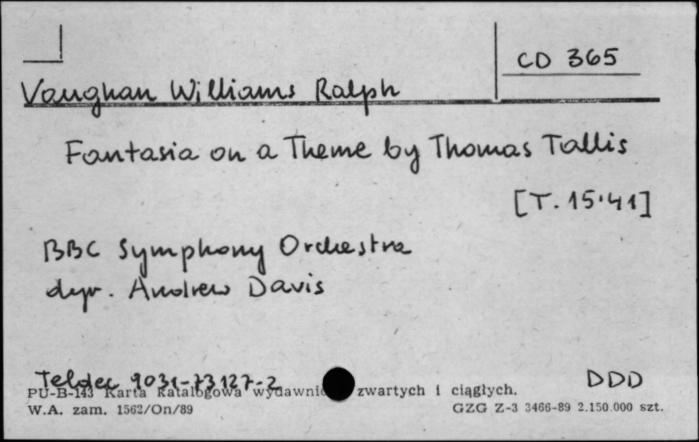 CD 365
Vaughan Williams Ralph
Fantasia on a Theme by Thomas Tallis
[T. 15'41]
BBC Symphony Orchestra
dyr. Andrew Davis
Teldec 9031-73127-2
DDD
PU-B-143 Karta katalogowa wydawnic zwartych i ciągłych.
W.A. zam. 1562/On/89
GZG Z-3 3466-89 2.150.000 szt.